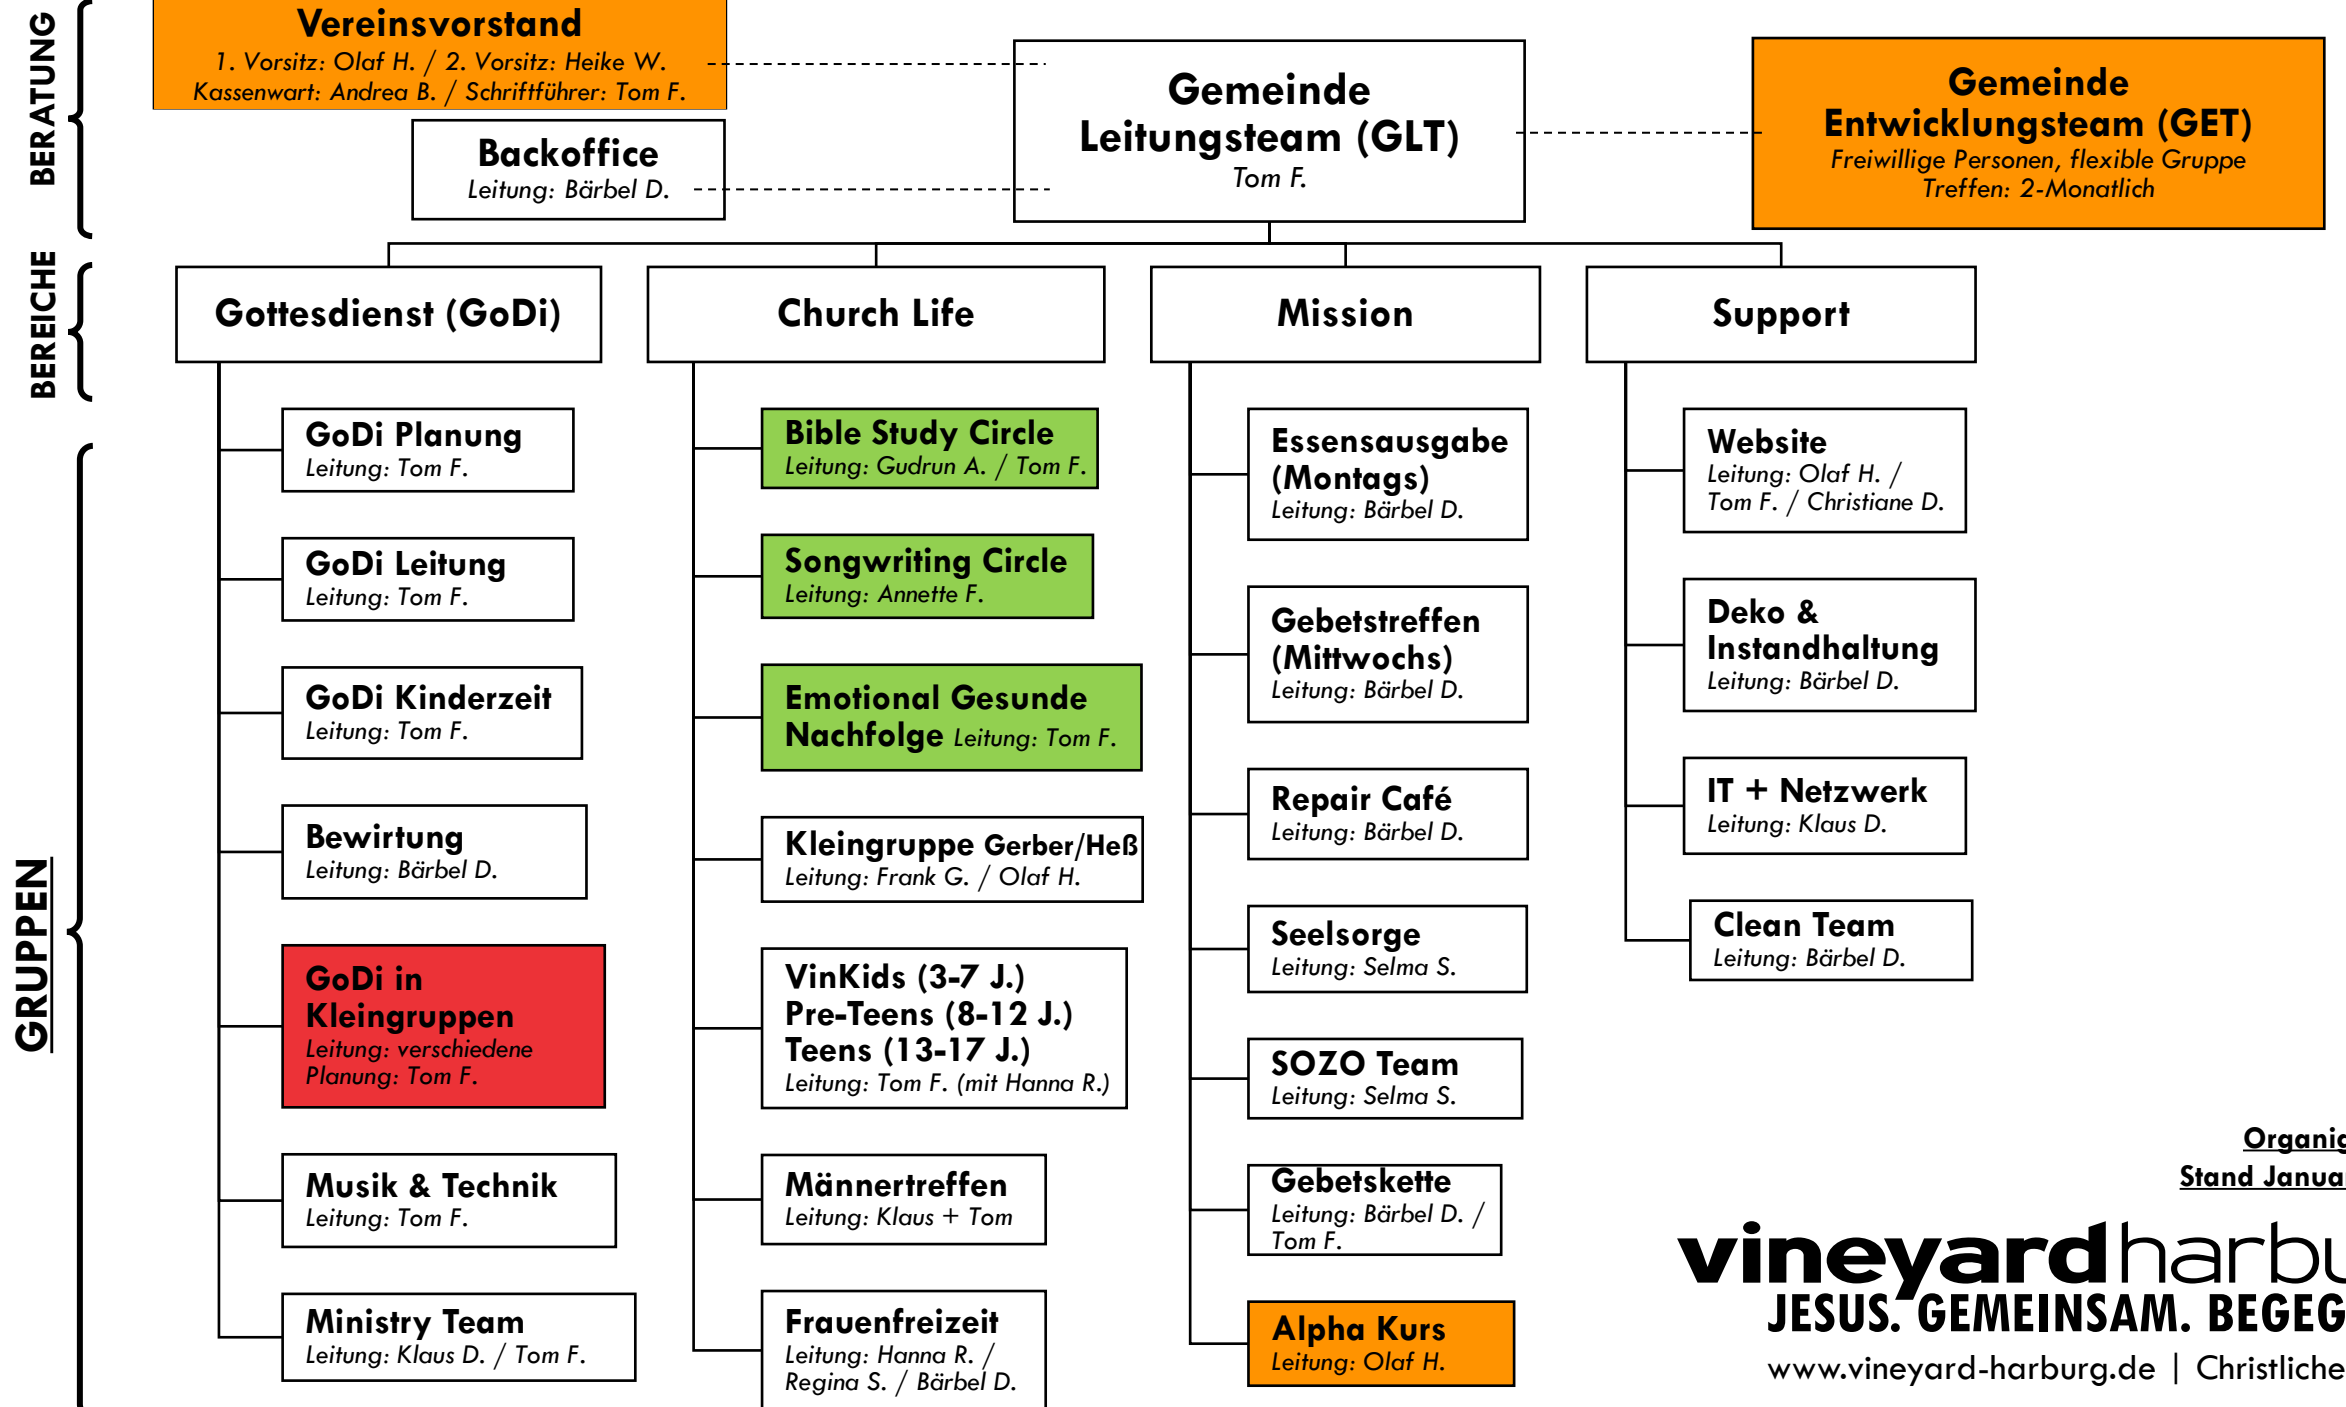 BERATUNG
Vereinsvorstand
1. Vorsitz: Olaf H. / 2. Vorsitz: Heike W.
Kassenwart: Andrea B. / Schriftführer: Tom F.
Backoffice
Leitung: Bärbel D.
Gemeinde
Leitungsteam (GLT)
Tom F.
Gemeinde
Entwicklungsteam (GET)
Freiwillige Personen, flexible Gruppe
Treffen: 2-Monatlich
BEREICHE
Gottesdienst (GoDi)
Church Life
Mission
Support
GRUPPEN
GoDi Planung
Leitung: Tom F.
GoDi Leitung
Leitung: Tom F.
GoDi Kinderzeit
Leitung: Tom F.
Bewirtung
Leitung: Bärbel D.
GoDi in
Kleingruppen
Leitung: verschiedene
Planung: Tom F.
Musik & Technik
Leitung: Tom F.
Ministry Team
Leitung: Klaus D. / Tom F.
Bible Study Circle
Leitung: Gudrun A. / Tom F.
Songwriting Circle
Leitung: Annette F.
Emotional Gesunde
Nachfolge Leitung: Tom F.
Kleingruppe Gerber/Heß
Leitung: Frank G. / Olaf H.
VinKids (3-7 J.)
Pre-Teens (8-12 J.)
Teens (13-17 J.)
Leitung: Tom F. (mit Hanna R.)
Männertreffen
Leitung: Klaus + Tom
Frauenfreizeit
Leitung: Hanna R. /
Regina S. / Bärbel D.
Essensausgabe
(Montags)
Leitung: Bärbel D.
Gebetstreffen
(Mittwochs)
Leitung: Bärbel D.
Repair Café
Leitung: Bärbel D.
Seelsorge
Leitung: Selma S.
SOZO Team
Leitung: Selma S.
Gebetskette
Leitung: Bärbel D. /
Tom F.
Alpha Kurs
Leitung: Olaf H.
Website
Leitung: Olaf H. /
Tom F. / Christiane D.
Deko &
Instandhaltung
Leitung: Bärbel D.
IT + Netzwerk
Leitung: Klaus D.
Clean Team
Leitung: Bärbel D.
Organig
Stand Januar
vineyardharbu
JESUS. GEMEINSAM. BEGEG
www.vineyard-harburg.de | Christliche